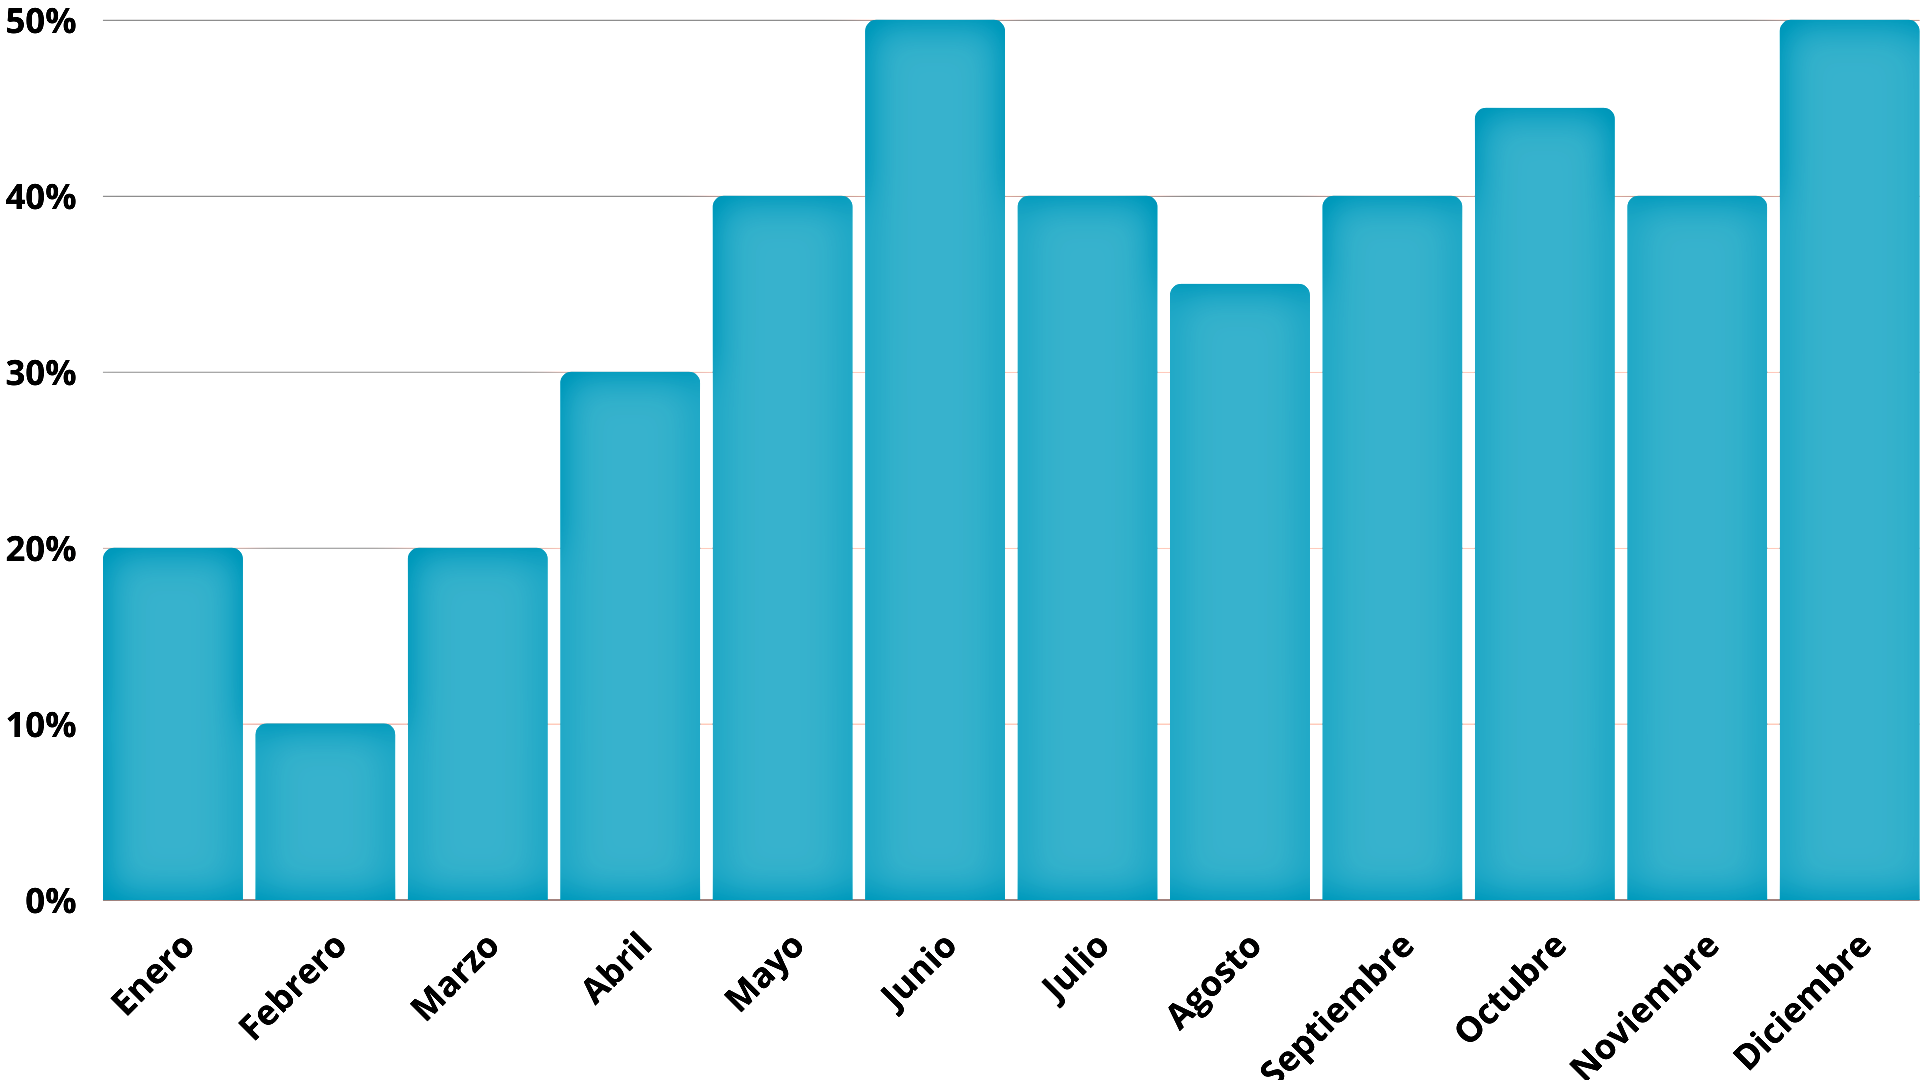 50%
40%
30%
20%
10%
0%
Enero
Febrero
Marzo
Abril
Mayo
Junio
Julio
Agosto
Septiembre
Octubre
Noviembre
Diciembre